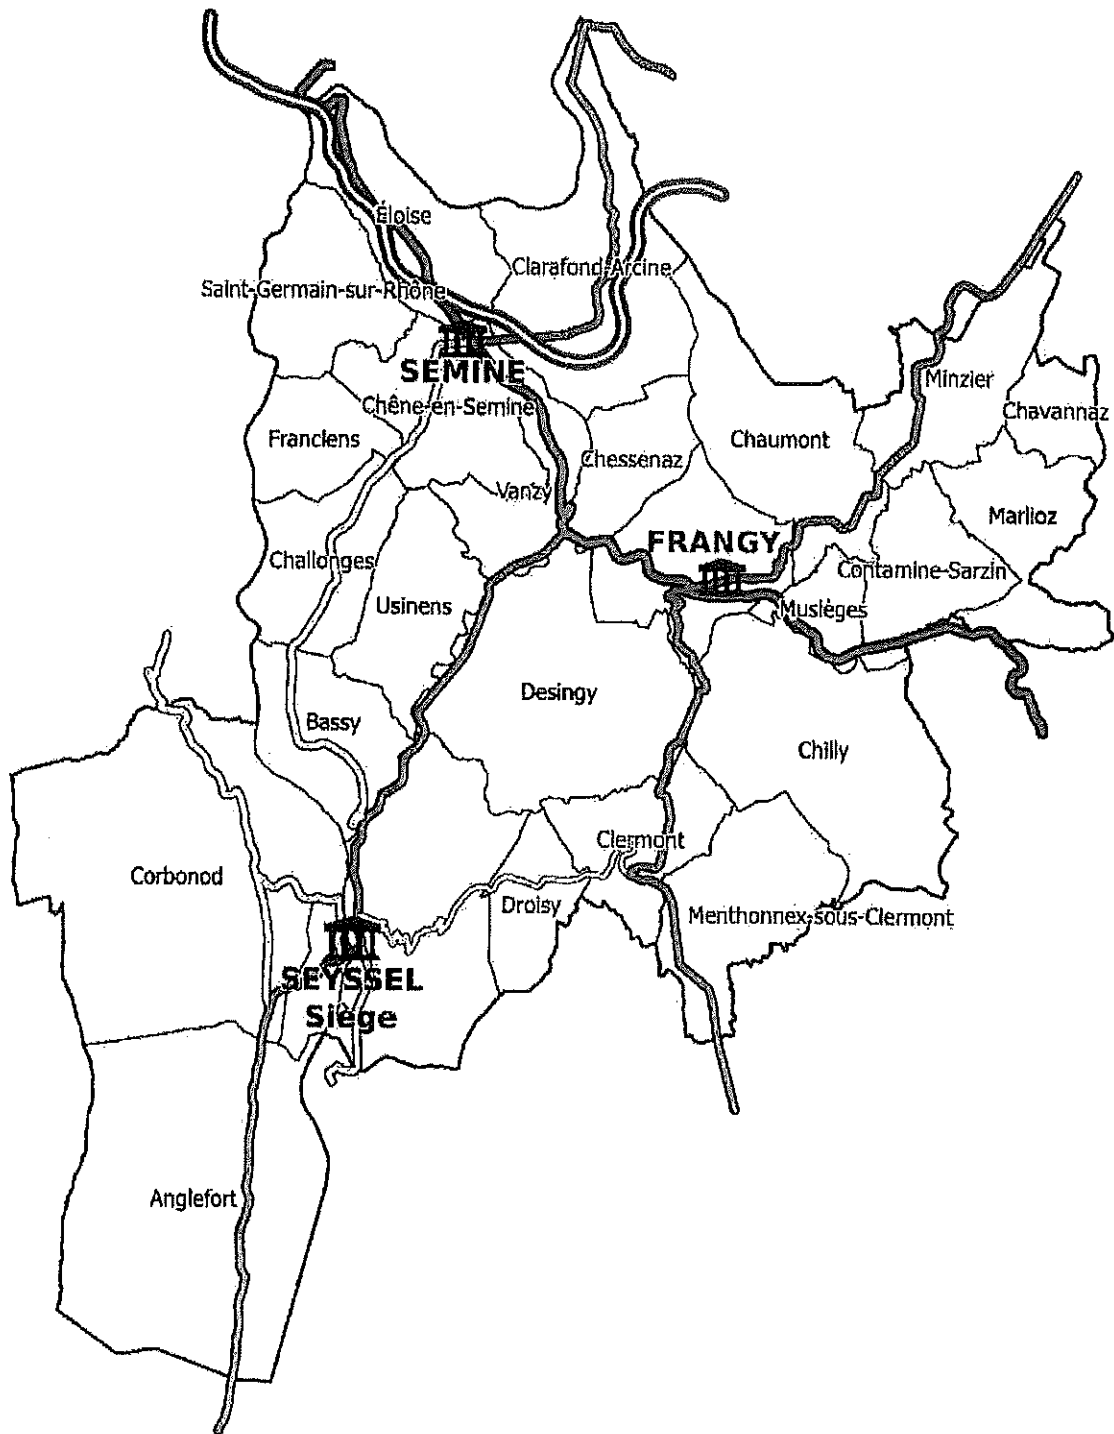 Éloise
Clarafond-Arcine
Saint-Germain-sur-Rhône
SEMINE
Minzier
Chêne-en-Semine
Chavannaz
Franclens
Chaumont
Chessenaz
Vanzy
Marlioz
FRANGY
Challonges
Contamine-Sarzin
Usinens
Musièges
Desingy
Bassy
Chilly
Clermont
Corbonod
Droisy
Menthonnex-sous-Clermont
SEYSSEL
Siège
Anglefort